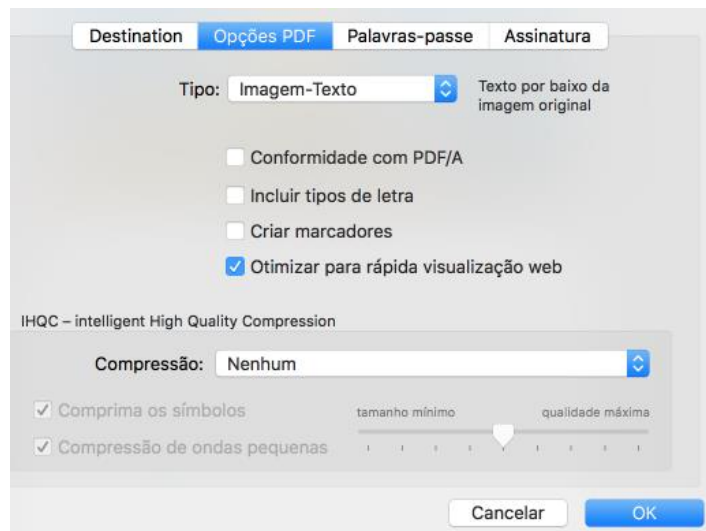 Destination Opções PDF Palavras-passe Assinatura
Tipo: Imagem-Texto Texto por baixo da
imagem original
Conformidade com PDF/A
Incluir tipos de letra
Criar marcadores
Otimizar para rápida visualização web
IHQC – intelligent High Quality Compression
Compressão: Nenhum
Comprima os símbolos tamanho mínimo qualidade máxima
Compressão de ondas pequenas
Cancelar OK